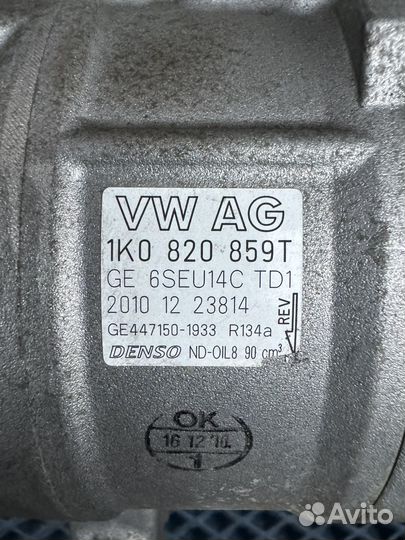 VW AG
1K0 820 859T
GE 6SEU14C TD1
2010 12 23814
GE447150-1933 R134a
DENSO ND-OIL8 90 cm³
REV
OK
16.12.10.
1
Avito